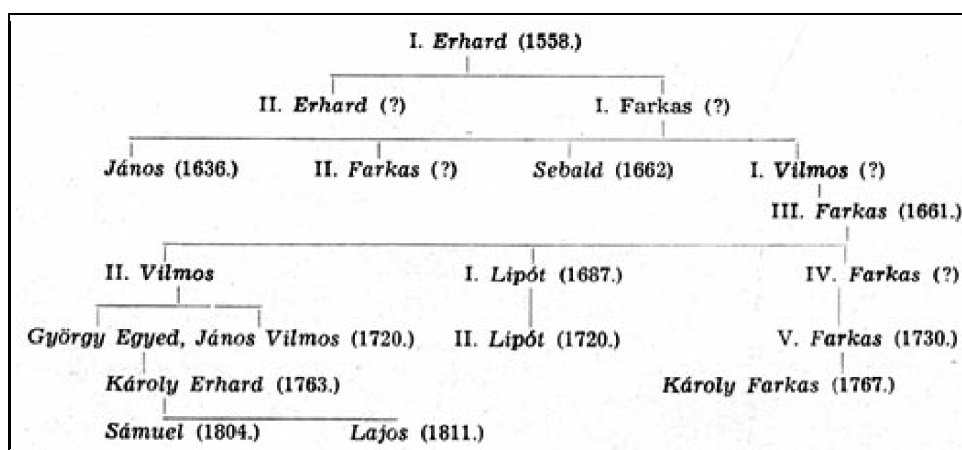 I. Erhard (1558.)
II. Erhard (?) I. Farkas (?)
János (1636.) II. Farkas (?) Sebald (1662) I. Vilmos (?)
III. Farkas (1661.)
II. Vilmos I. Lipót (1687.) IV. Farkas (?)
György Egyed, János Vilmos (1720.) II. Lipót (1720.) V. Farkas (1730.)
Károly Erhard (1763.) Károly Farkas (1767.)
Sámuel (1804.) Lajos (1811.)